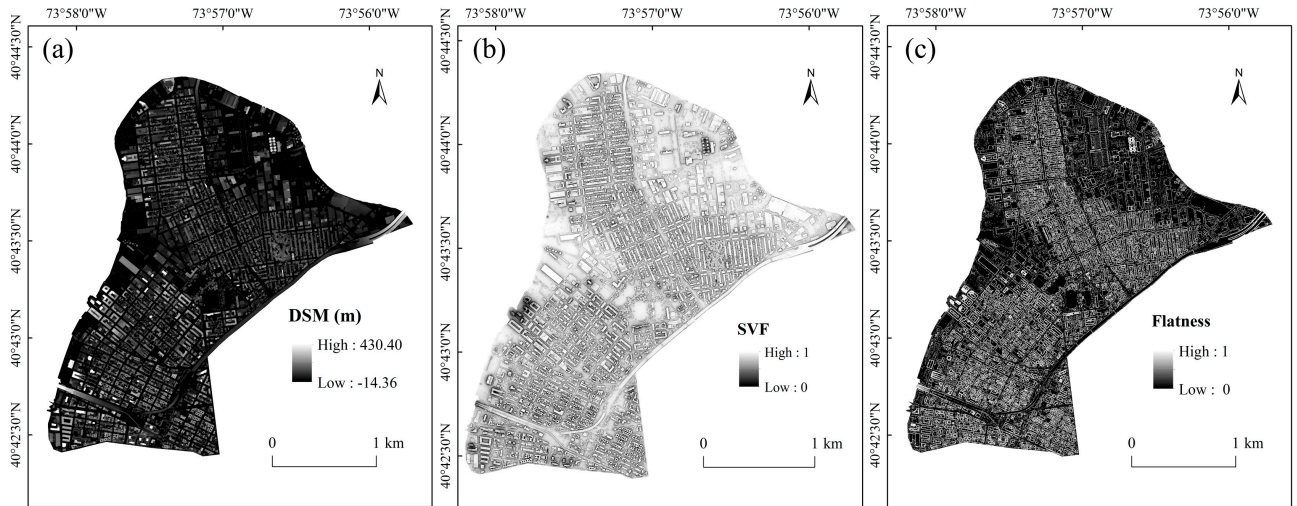 73°58'0"W 73°57'0"W 73°56'0"W
40°44'30"N
40°44'0"N
40°43'30"N
40°43'0"N
40°42'30"N
(a)
N
DSM (m)
High : 430.40
Low : -14.36
0 1 km
73°58'0"W 73°57'0"W 73°56'0"W
40°44'30"N
40°44'0"N
40°43'30"N
40°43'0"N
40°42'30"N
(b)
N
SVF
High : 1
Low : 0
0 1 km
73°58'0"W 73°57'0"W 73°56'0"W
40°44'30"N
40°44'0"N
40°43'30"N
40°43'0"N
40°42'30"N
(c)
N
Flatness
High : 1
Low : 0
0 1 km